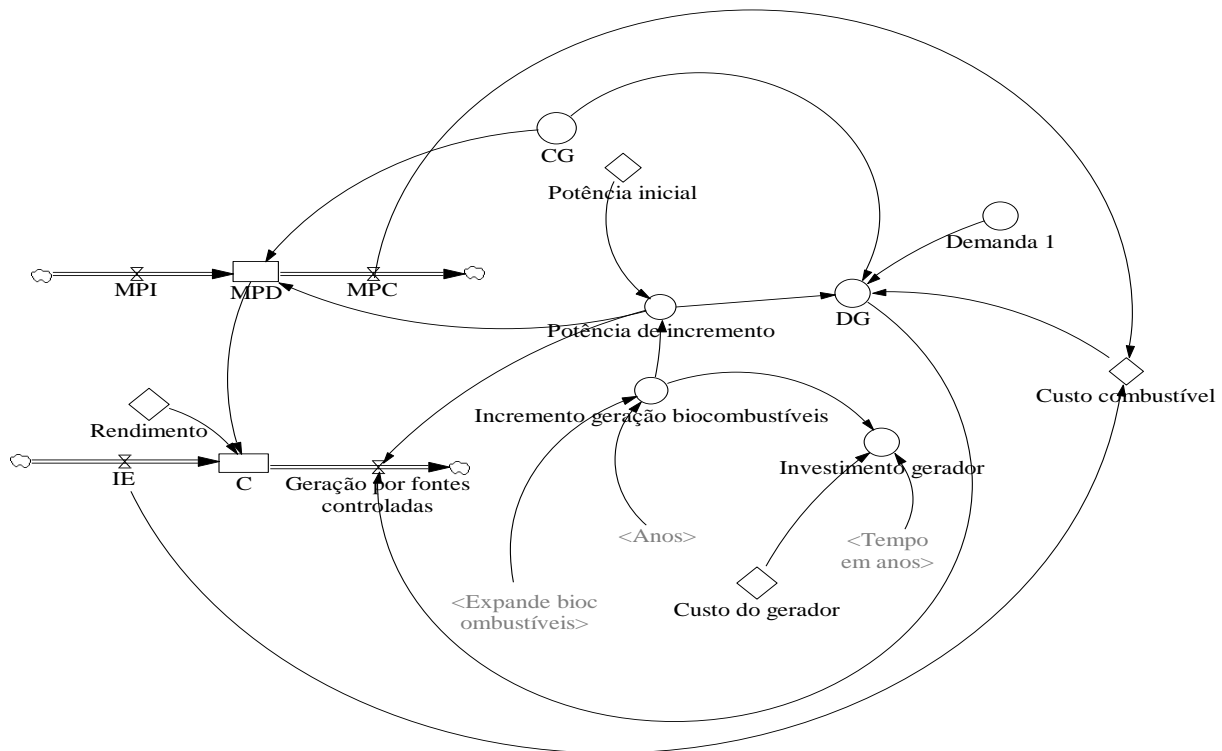 CG
Potência inicial
Demanda 1
MPI
MPD
MPC
DG
Potência de incremento
Custo combustível
Rendimento
Incremento geração biocombustíveis
Investimento gerador
IE
C
Geração por fontes
controladas
<Anos>
<Tempo
em anos>
<Expande bioc
ombustíveis>
Custo do gerador